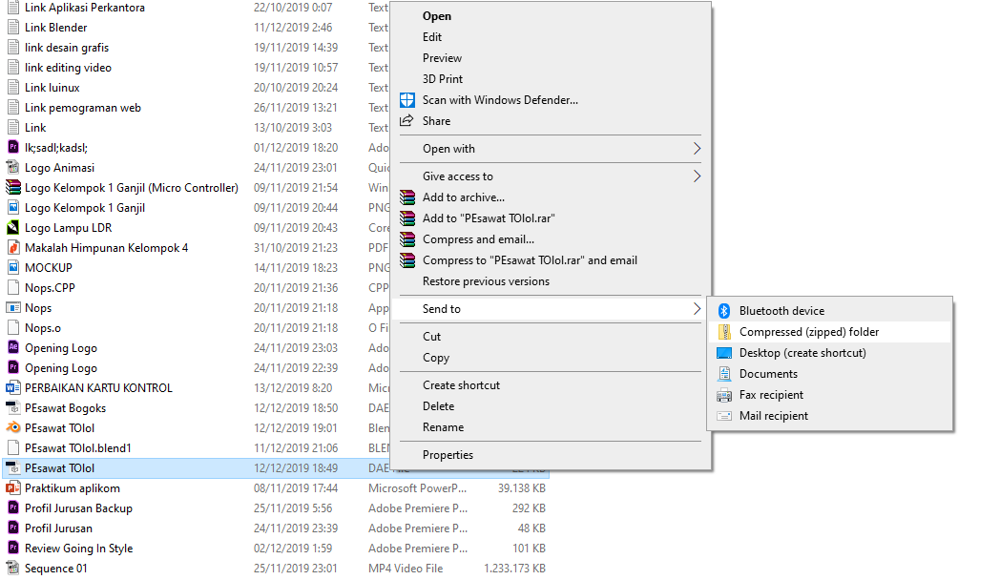 Link Aplikasi Perkantora 22/10/2019 0:07 Text
Link Blender 11/12/2019 2:46 Text
link desain grafis 19/11/2019 14:39 Text
link editing video 19/11/2019 10:57 Text
Link luinux 20/10/2019 20:24 Text
Link pemograman web 26/11/2019 13:21 Text
Link 13/10/2019 3:03 Text
lk;sadl;kadsl; 01/12/2019 18:20 Ado
Logo Animasi 24/11/2019 23:01 Quic
Logo Kelompok 1 Ganjil (Micro Controller) 09/11/2019 21:54 Win
Logo Kelompok 1 Ganjil 09/11/2019 20:44 PNG
Logo Lampu LDR 09/11/2019 20:43 Core
Makalah Himpunan Kelompok 4 31/10/2019 21:23 PDF
MOCKUP 14/11/2019 18:23 PNG
Nops.CPP 20/11/2019 21:36 CPP
Nops 20/11/2019 21:18 App
Nops.o 20/11/2019 21:18 O Fi
Opening Logo 24/11/2019 23:03 Ado
Opening Logo 24/11/2019 22:39 Ado
PERBAIKAN KARTU KONTROL 13/12/2019 8:20 Micr
PEsawat Bogoks 12/12/2019 18:50 DAE
PEsawat TOlol 12/12/2019 19:01 Blen
PEsawat TOlol.blend1 11/12/2019 21:06 BLEN
PEsawat TOlol 12/12/2019 18:49 DAE File
Praktikum aplikom 08/11/2019 17:44 Microsoft PowerP... 39.138 KB
Profil Jurusan Backup 25/11/2019 5:56 Adobe Premiere P... 292 KB
Profil Jurusan 24/11/2019 23:39 Adobe Premiere P... 48 KB
Review Going In Style 02/12/2019 1:59 Adobe Premiere P... 101 KB
Sequence 01 25/11/2019 23:01 MP4 Video File 1.233.173 KB
Open
Edit
Preview
3D Print
Scan with Windows Defender...
Share
Open with
Give access to
Add to archive...
Add to "PEsawat TOlol.rar"
Compress and email...
Compress to "PEsawat TOlol.rar" and email
Restore previous versions
Send to
Cut
Copy
Create shortcut
Delete
Rename
Properties
Bluetooth device
Compressed (zipped) folder
Desktop (create shortcut)
Documents
Fax recipient
Mail recipient